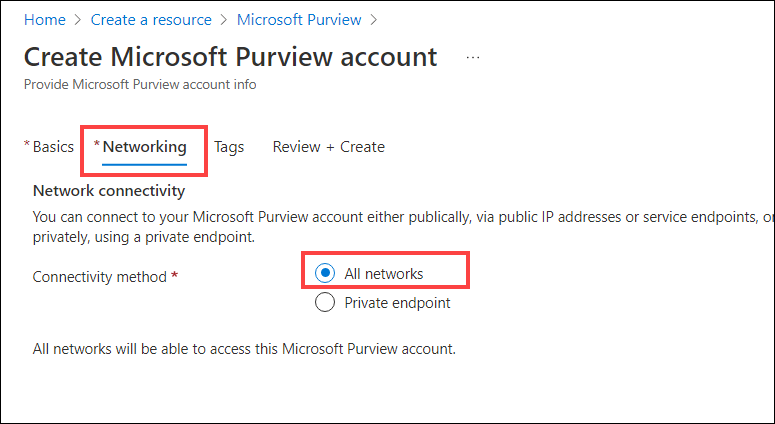 Home > Create a resource > Microsoft Purview >
Create Microsoft Purview account ...
Provide Microsoft Purview account info
* Basics * Networking Tags Review + Create
Network connectivity
You can connect to your Microsoft Purview account either publically, via public IP addresses or service endpoints, or
privately, using a private endpoint.
Connectivity method *
All networks
Private endpoint
All networks will be able to access this Microsoft Purview account.